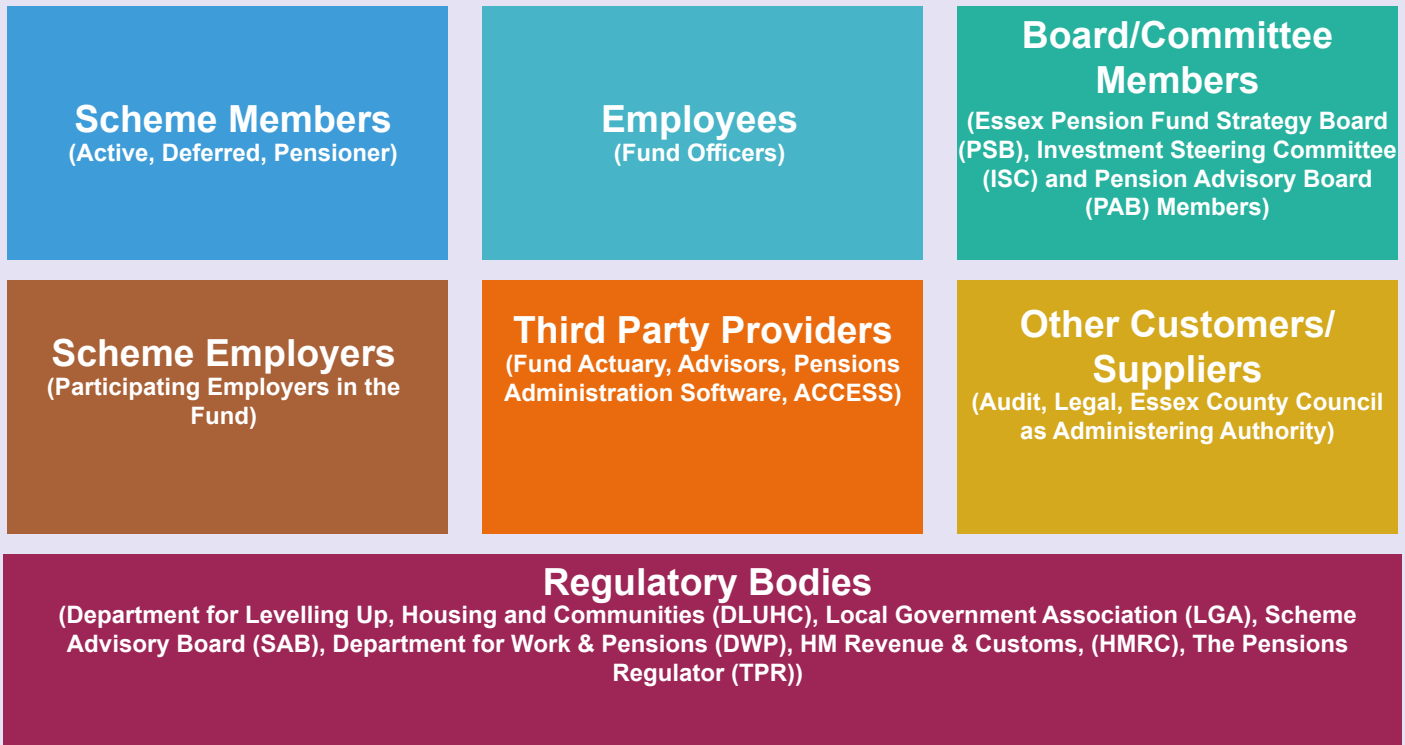 Scheme Members
(Active, Deferred, Pensioner)
Employees
(Fund Officers)
Board/Committee
Members
(Essex Pension Fund Strategy Board
(PSB), Investment Steering Committee
(ISC) and Pension Advisory Board
(PAB) Members)
Scheme Employers
(Participating Employers in the
Fund)
Third Party Providers
(Fund Actuary, Advisors, Pensions
Administration Software, ACCESS)
Other Customers/
Suppliers
(Audit, Legal, Essex County Council
as Administering Authority)
Regulatory Bodies
(Department for Levelling Up, Housing and Communities (DLUHC), Local Government Association (LGA), Scheme
Advisory Board (SAB), Department for Work & Pensions (DWP), HM Revenue & Customs, (HMRC), The Pensions
Regulator (TPR))